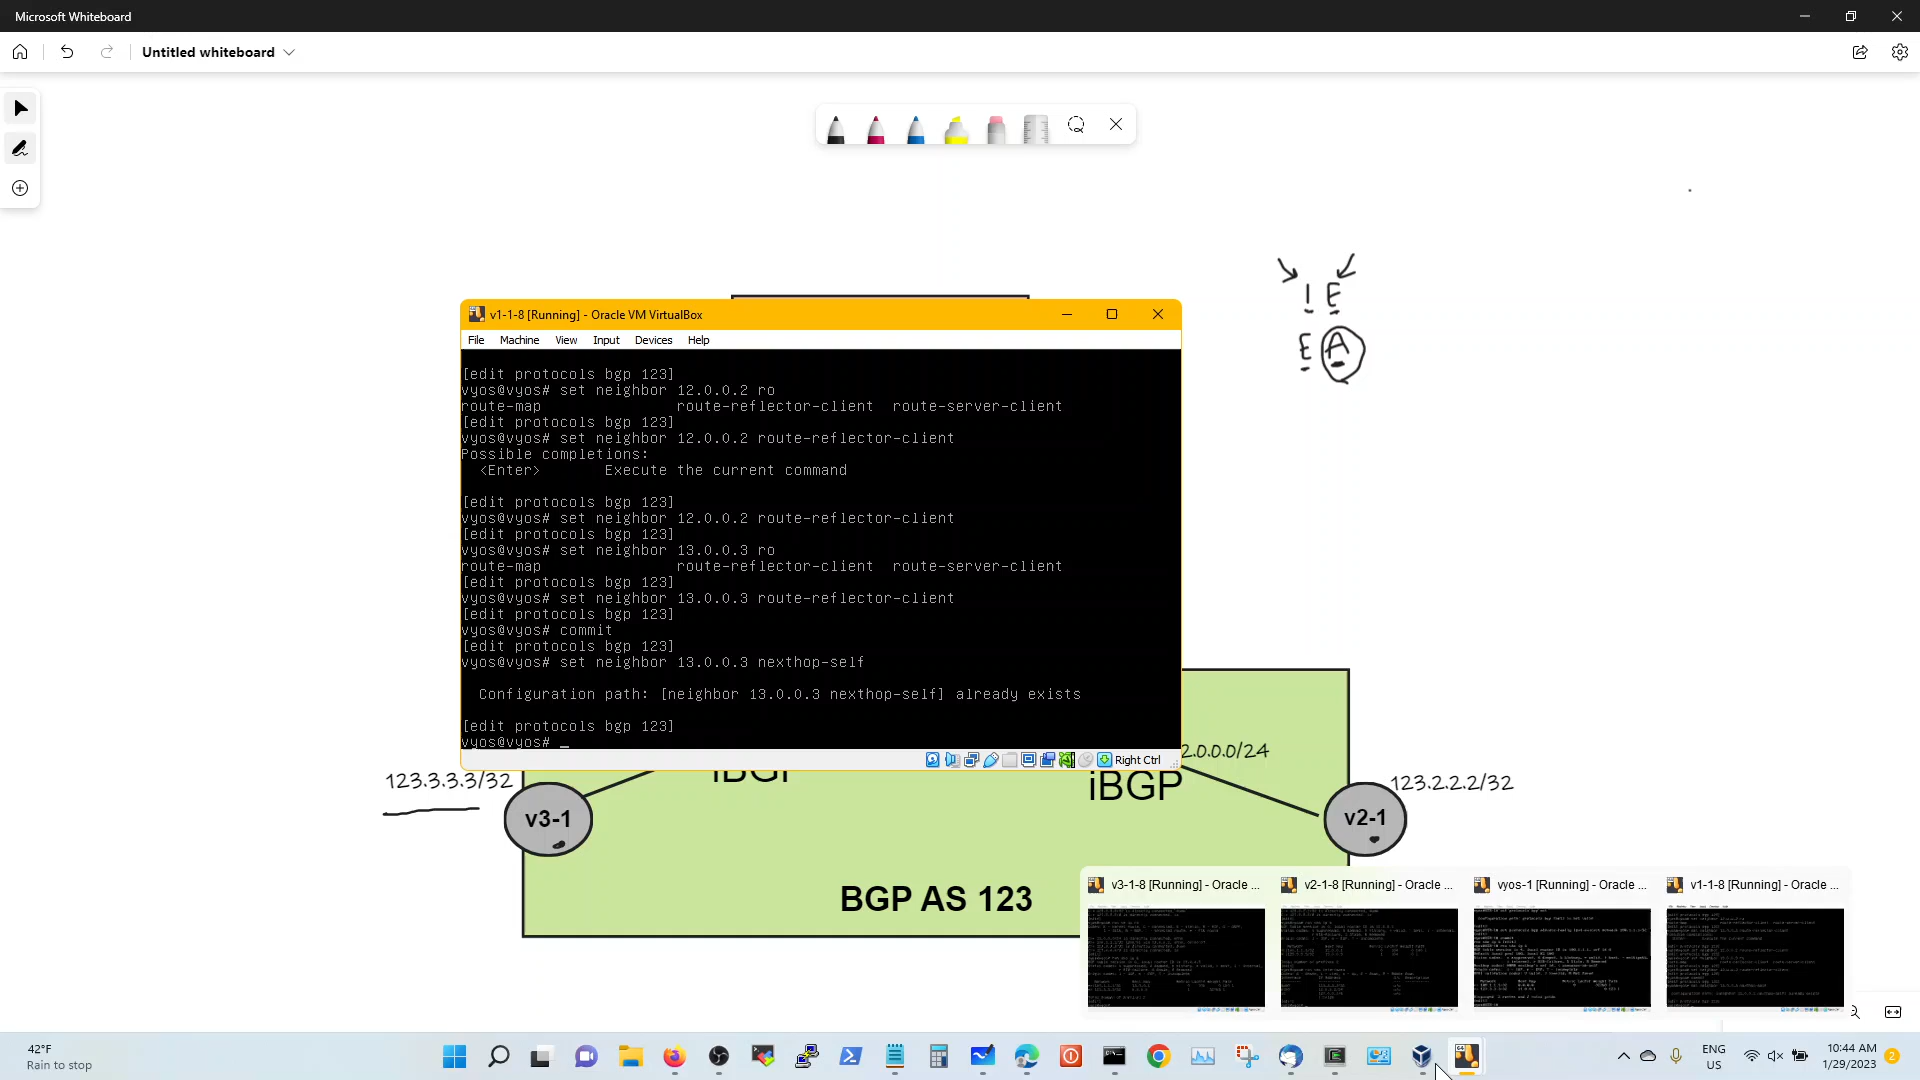 Microsoft Whiteboard
Untitled whiteboard
I E
E A
v1-1-8 [Running] - Oracle VM VirtualBox
File Machine View Input Devices Help
[edit protocols bgp 123]
vyos@vyos# set neighbor 12.0.0.2 ro
route-map route-reflector-client route-server-client
[edit protocols bgp 123]
vyos@vyos# set neighbor 12.0.0.2 route-reflector-client
Possible completions:
<Enter> Execute the current command
[edit protocols bgp 123]
vyos@vyos# set neighbor 12.0.0.2 route-reflector-client
[edit protocols bgp 123]
vyos@vyos# set neighbor 13.0.0.3 ro
route-map route-reflector-client route-server-client
[edit protocols bgp 123]
vyos@vyos# set neighbor 13.0.0.3 route-reflector-client
[edit protocols bgp 123]
vyos@vyos# commit
[edit protocols bgp 123]
vyos@vyos# set neighbor 13.0.0.3 nexthop-self
Configuration path: [neighbor 13.0.0.3 nexthop-self] already exists
[edit protocols bgp 123]
vyos@vyos# _
Right Ctrl
2.0.0.0/24
123.3.3.3/32
iBGP
iBGP
123.2.2.2/32
v3-1
v2-1
BGP AS 123
v3-1-8 [Running] - Oracle ...
v2-1-8 [Running] - Oracle ...
vyos-1 [Running] - Oracle ...
v1-1-8 [Running] - Oracle ...
42°F
Rain to stop
ENG
US
10:44 AM
1/29/2023
2